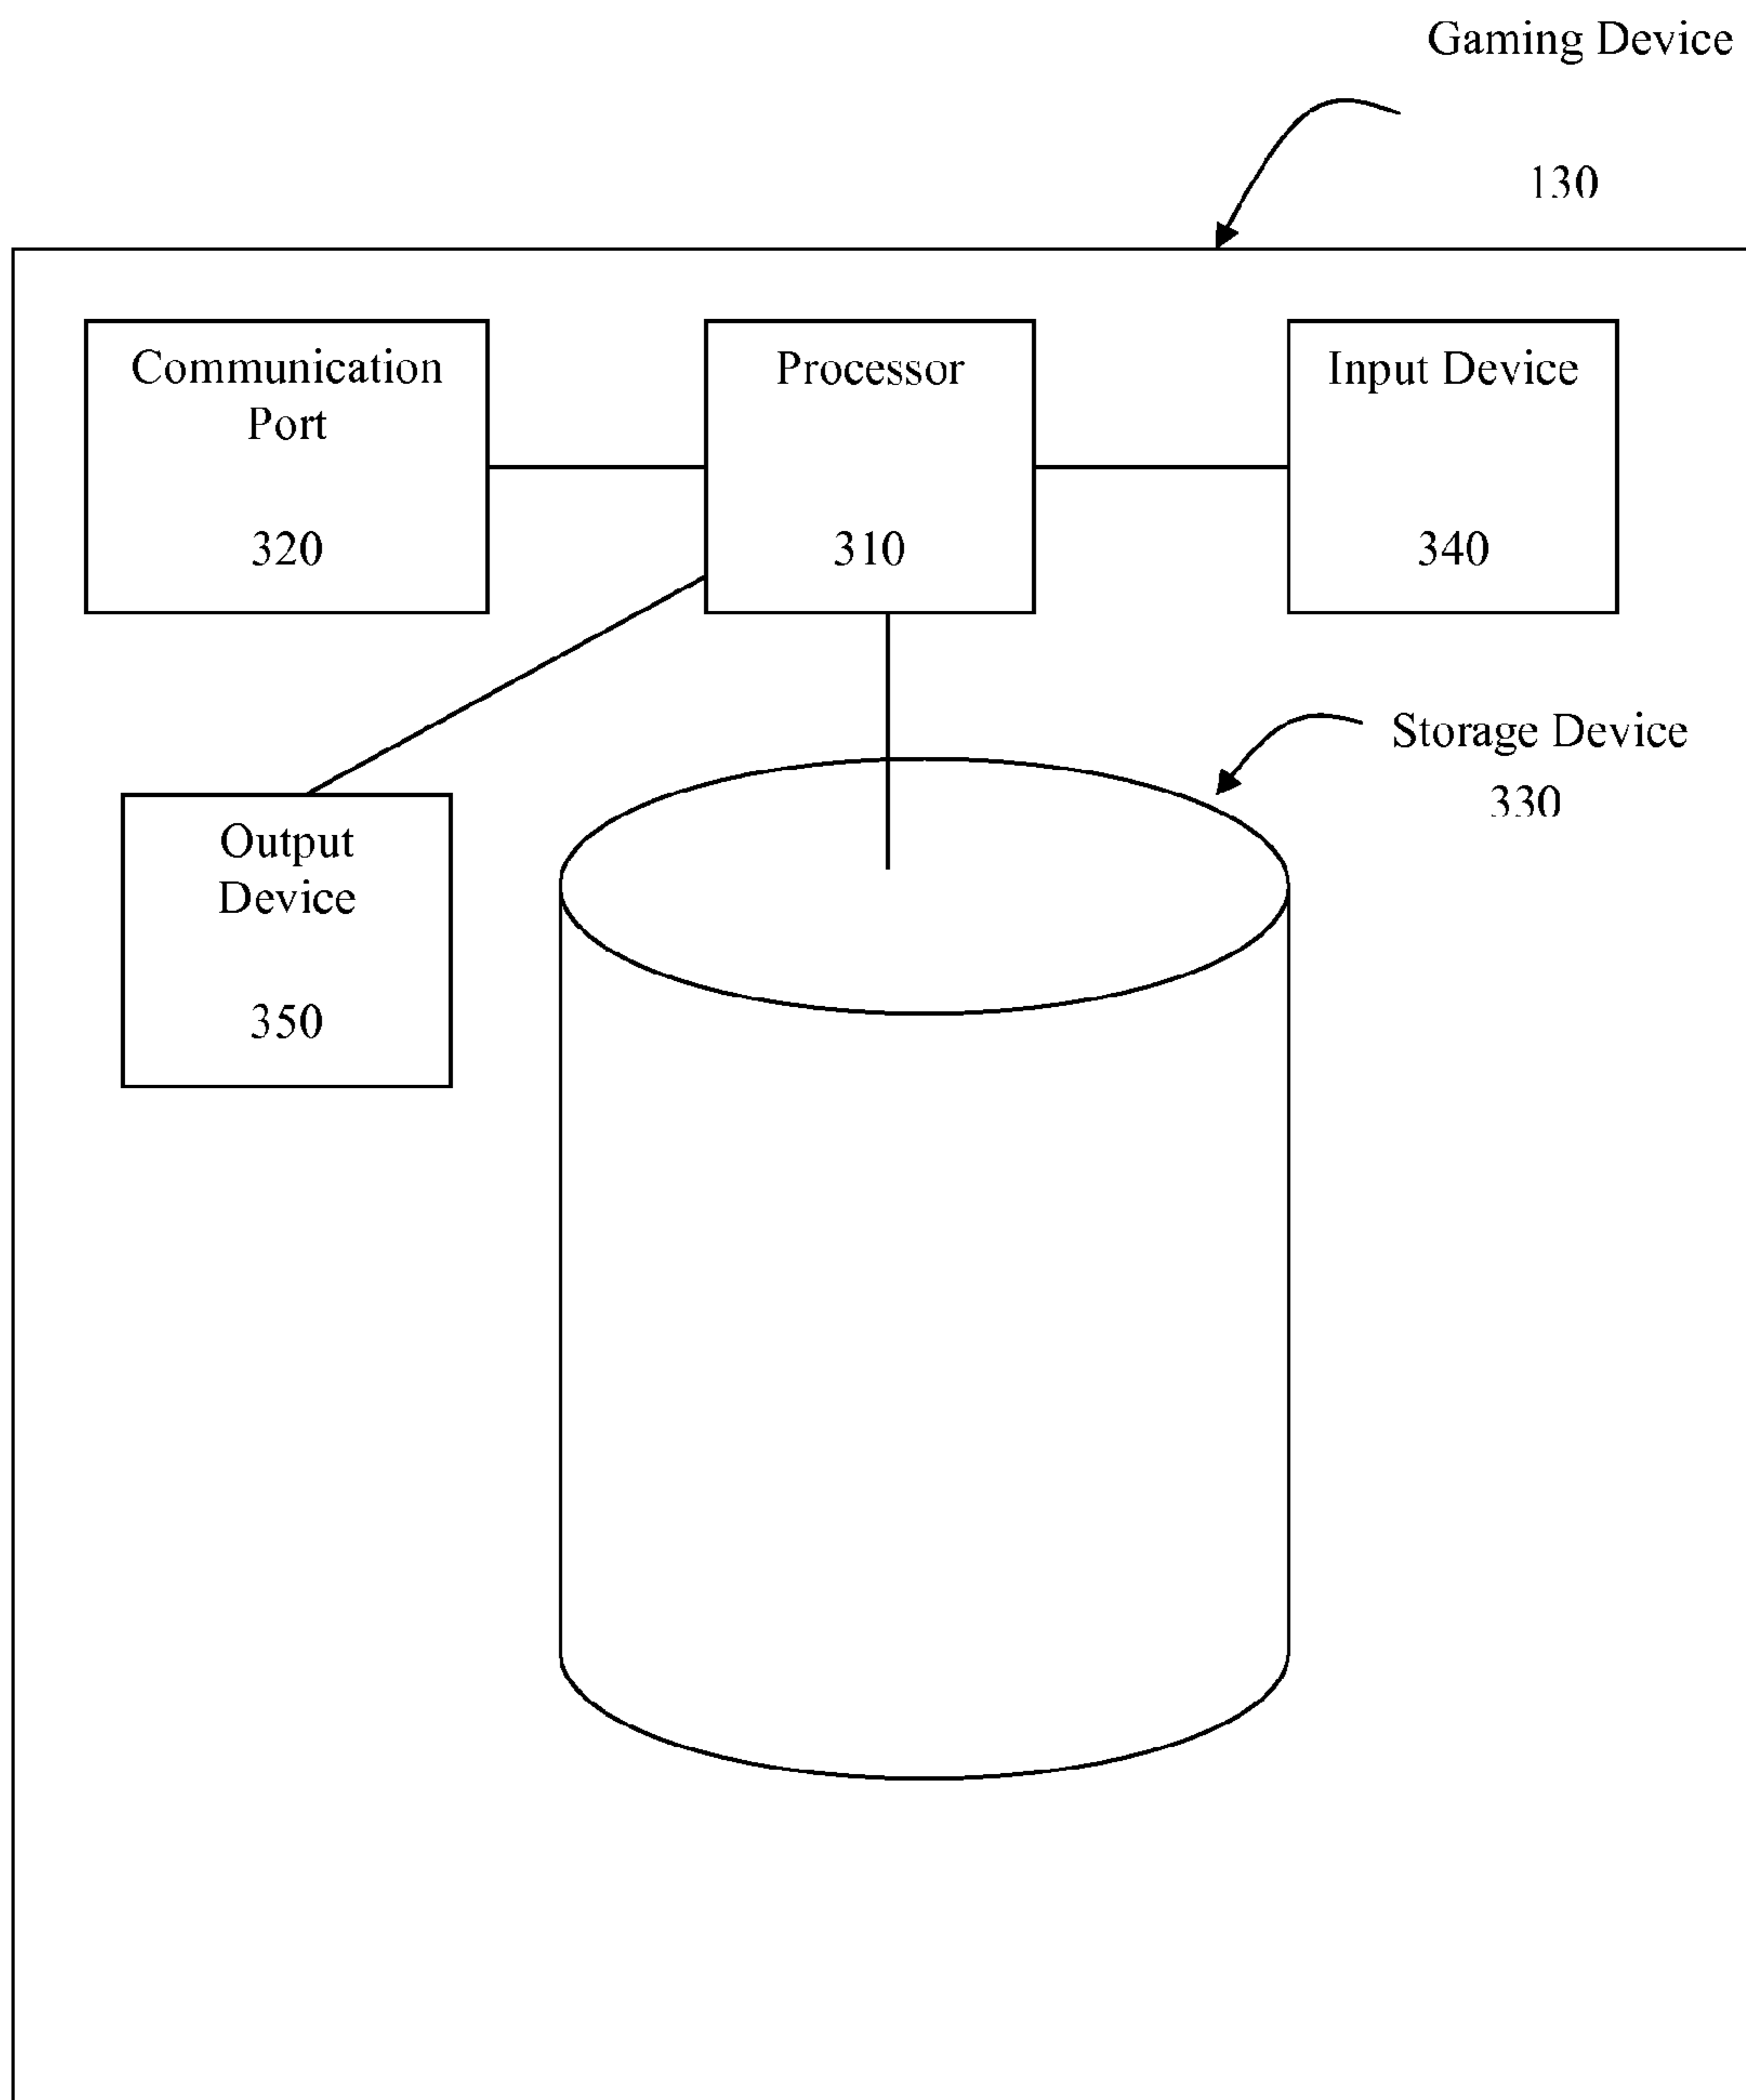 Gaming Device
130
Communication
Port
320
Processor
310
Input Device
340
Storage Device
330
Output
Device
350